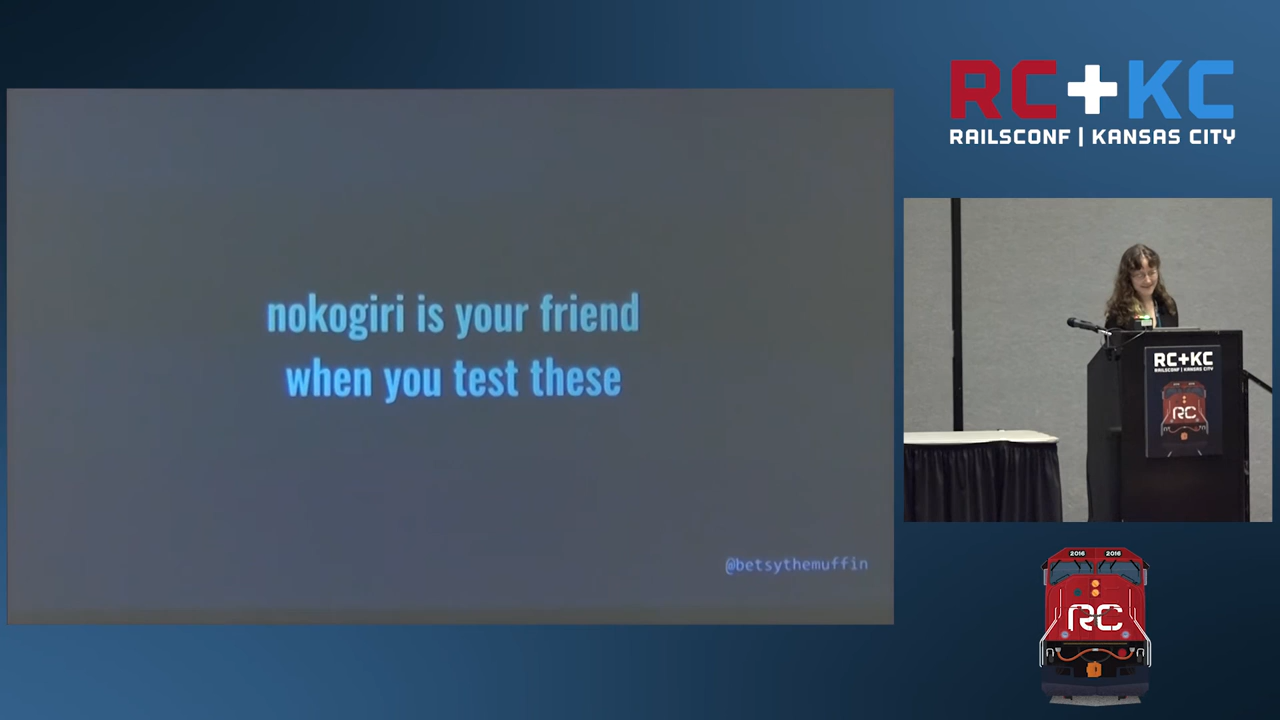 nokogiri is your friend
when you test these
@betsythemuffin
RC+KC
RAILSCONF | KANSAS CITY
RC+KC
RAILSCONF | KANSAS CITY
RC
2016 2016
RC